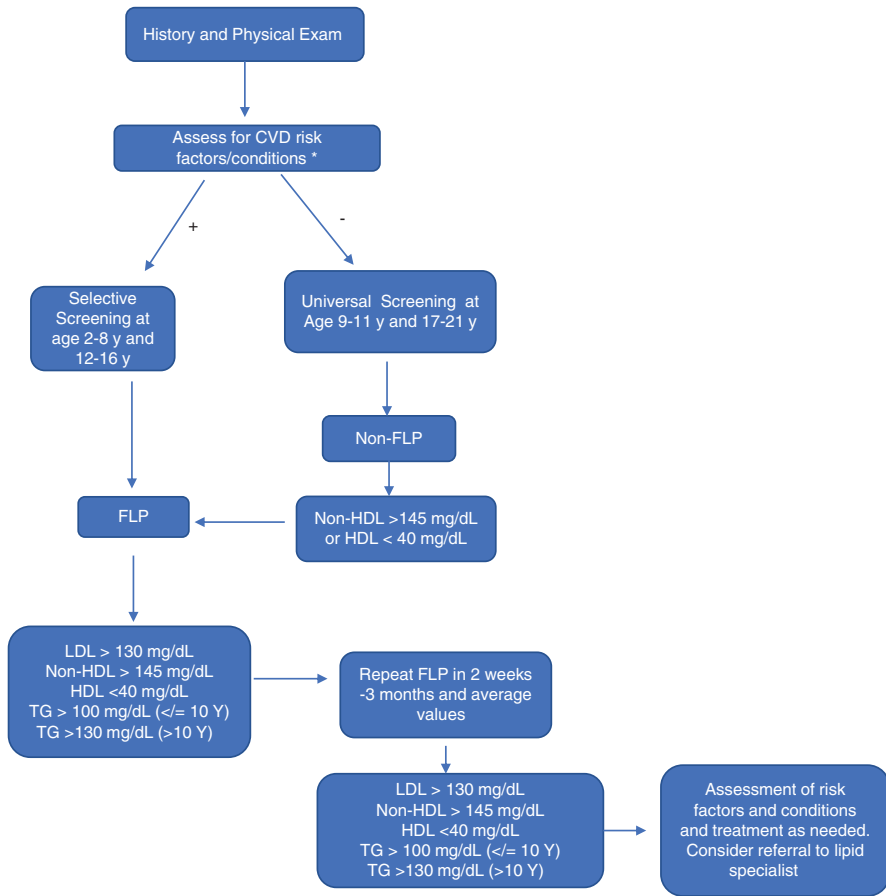 History and Physical Exam
Assess for CVD risk
factors/conditions *
+
-
Selective
Screening at
age 2-8 y and
12-16 y
Universal Screening at
Age 9-11 y and 17-21 y
Non-FLP
FLP
Non-HDL >145 mg/dL
or HDL < 40 mg/dL
LDL > 130 mg/dL
Non-HDL > 145 mg/dL
HDL <40 mg/dL
TG > 100 mg/dL (</= 10 Y)
TG >130 mg/dL (>10 Y)
Repeat FLP in 2 weeks
-3 months and average
values
LDL > 130 mg/dL
Non-HDL > 145 mg/dL
HDL <40 mg/dL
TG > 100 mg/dL (</= 10 Y)
TG >130 mg/dL (>10 Y)
Assessment of risk
factors and conditions
and treatment as needed.
Consider referral to lipid
specialist